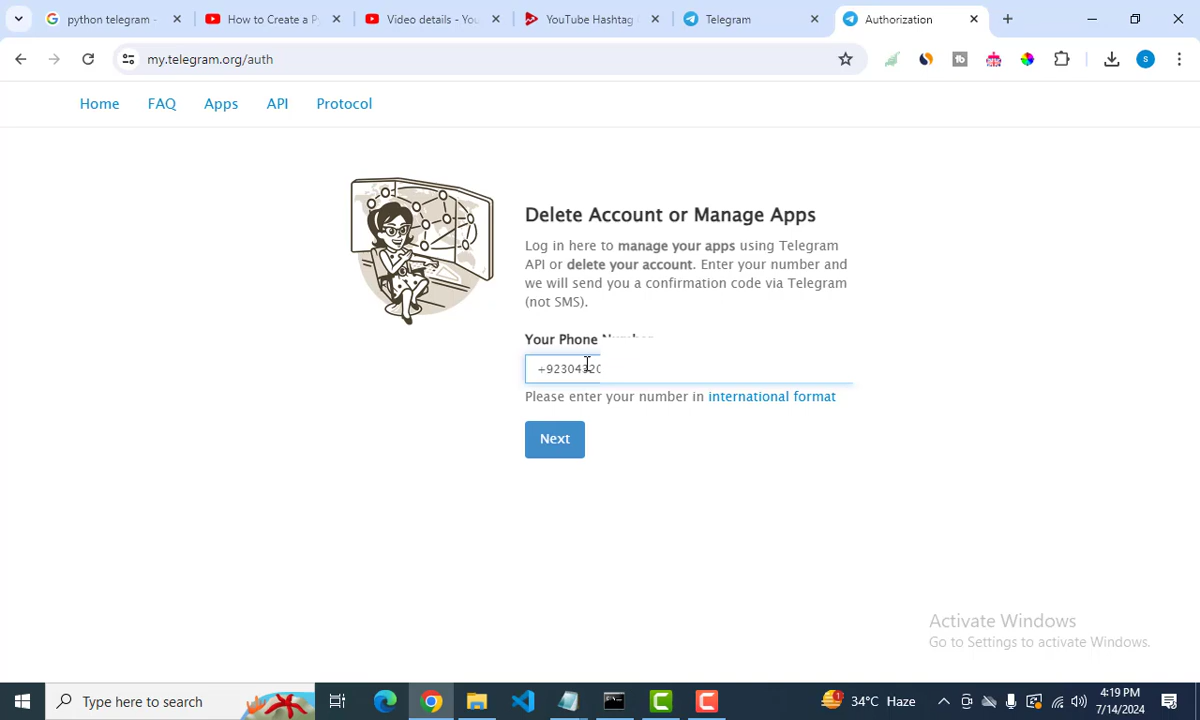 python telegram -
How to Create a P
Video details - You
YouTube Hashtag
Telegram
Authorization
my.telegram.org/auth
S
Home FAQ Apps API Protocol
Delete Account or Manage Apps
Log in here to manage your apps using Telegram
API or delete your account. Enter your number and
we will send you a confirmation code via Telegram
(not SMS).
Your Phone Number
Please enter your number in international format
Next
Activate Windows
Go to Settings to activate Windows.
Type here to search
1
34°C Haze
4:19 PM
7/14/2024